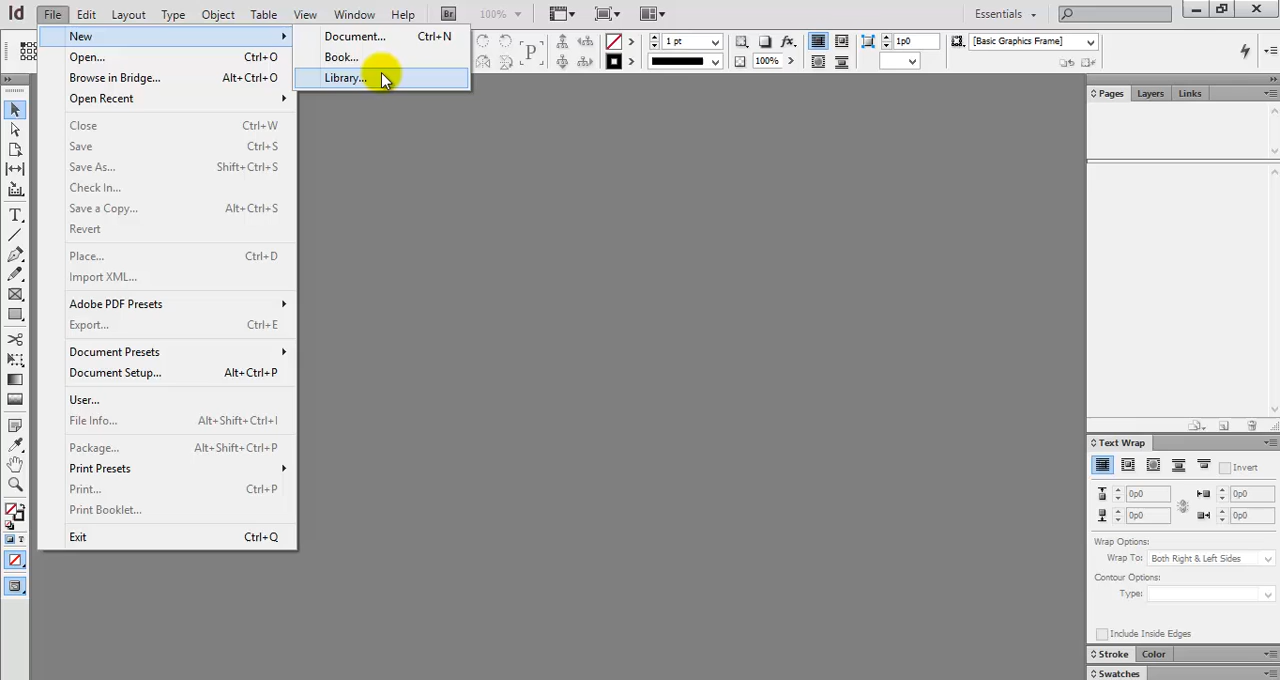 Id File Edit Layout Type Object Table View Window Help Br 100% Essentials
New
Document... Ctrl+N
Book...
Library...
Open... Ctrl+O
Browse in Bridge... Alt+Ctrl+O
Open Recent
Close Ctrl+W
Save Ctrl+S
Save As... Shift+Ctrl+S
Check In...
Save a Copy... Alt+Ctrl+S
Revert
Place... Ctrl+D
Import XML...
Adobe PDF Presets
Export... Ctrl+E
Document Presets
Document Setup... Alt+Ctrl+P
User...
File Info... Alt+Shift+Ctrl+I
Package... Alt+Shift+Ctrl+P
Print Presets
Print... Ctrl+P
Print Booklet...
Exit Ctrl+Q
P 1 pt fx. 1p0 [Basic Graphics Frame]
100%
T
T
Pages Layers Links
Text Wrap
Invert
0p0 0p0
0p0 0p0
Wrap Options:
Wrap To: Both Right & Left Sides
Contour Options:
Type:
Include Inside Edges
Stroke Color
Swatches